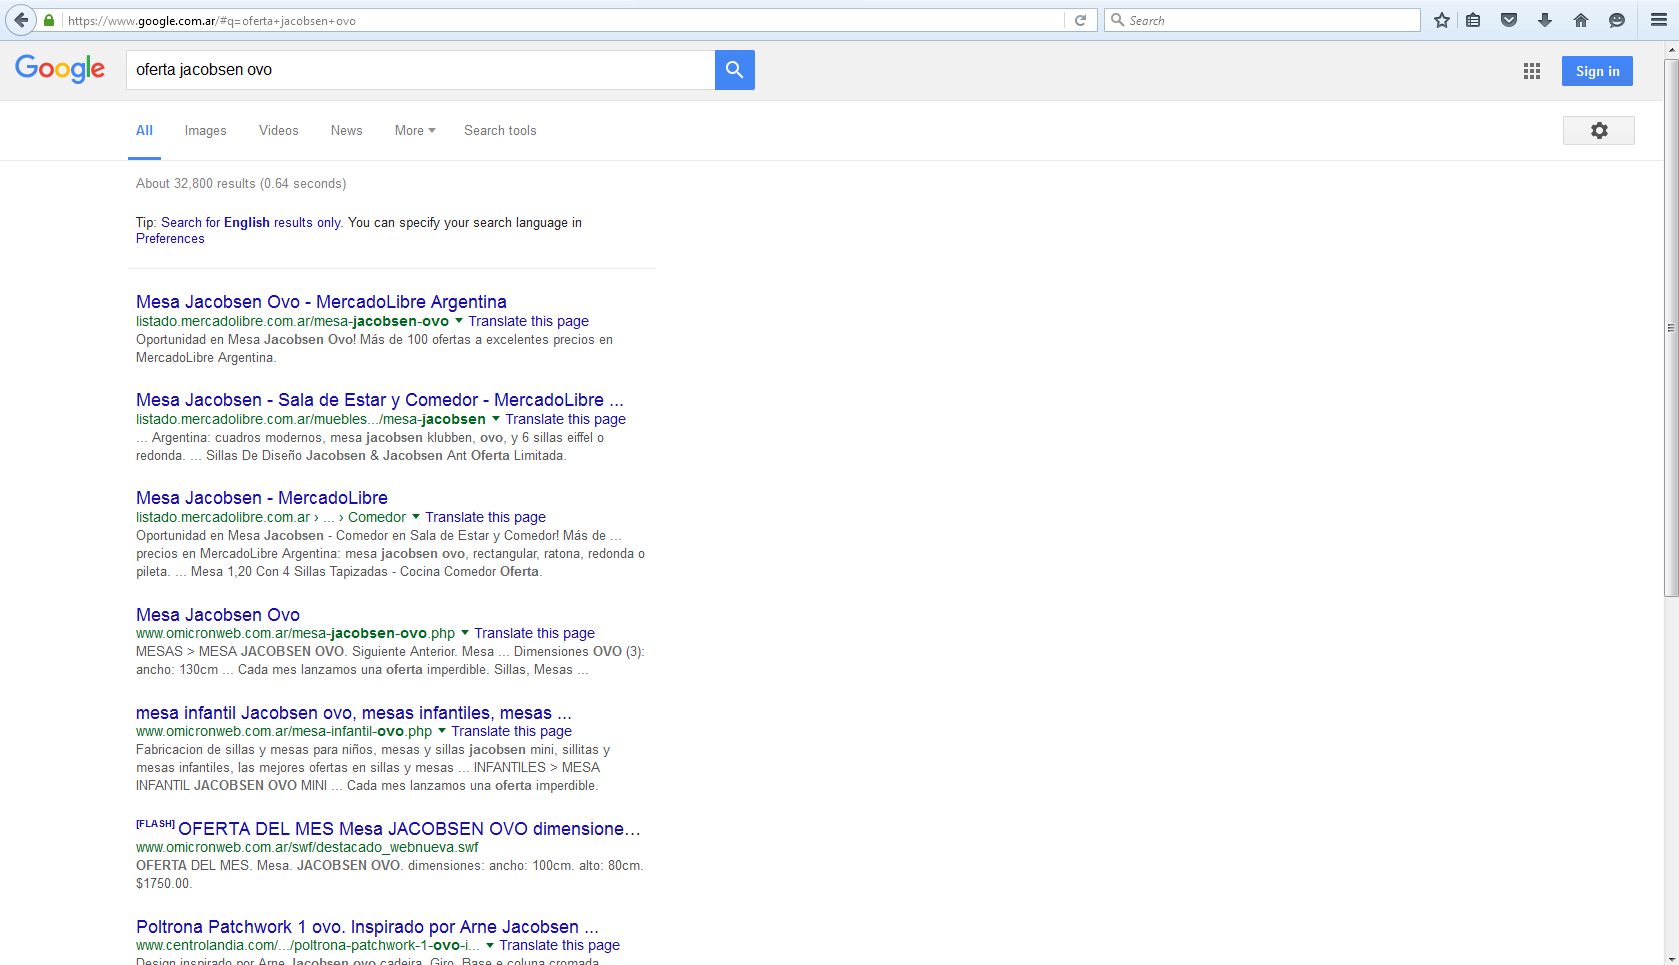 https://www.google.com.ar/#q=oferta+jacobsen+ovo
Search
Google
oferta jacobsen ovo
Sign in
All Images Videos News More Search tools
About 32,800 results (0.64 seconds)
Tip: Search for English results only. You can specify your search language in
Preferences
Mesa Jacobsen Ovo - MercadoLibre Argentina
listado.mercadolibre.com.ar/mesa-jacobsen-ovo Translate this page
Oportunidad en Mesa Jacobsen Ovo! Más de 100 ofertas a excelentes precios en
MercadoLibre Argentina.
Mesa Jacobsen - Sala de Estar y Comedor - MercadoLibre ...
listado.mercadolibre.com.ar/muebles.../mesa-jacobsen Translate this page
... Argentina: cuadros modernos, mesa jacobsen klubben, ovo, y 6 sillas eiffel o
redonda. ... Sillas De Diseño Jacobsen & Jacobsen Ant Oferta Limitada.
Mesa Jacobsen - MercadoLibre
listado.mercadolibre.com.ar › ... › Comedor Translate this page
Oportunidad en Mesa Jacobsen - Comedor en Sala de Estar y Comedor! Más de ...
precios en MercadoLibre Argentina: mesa jacobsen ovo, rectangular, ratona, redonda o
pileta. ... Mesa 1,20 Con 4 Sillas Tapizadas - Cocina Comedor Oferta.
Mesa Jacobsen Ovo
www.omicronweb.com.ar/mesa-jacobsen-ovo.php Translate this page
MESAS > MESA JACOBSEN OVO. Siguiente Anterior. Mesa ... Dimensiones OVO (3):
ancho: 130cm ... Cada mes lanzamos una oferta imperdible. Sillas, Mesas ...
mesa infantil Jacobsen ovo, mesas infantiles, mesas ...
www.omicronweb.com.ar/mesa-infantil-ovo.php Translate this page
Fabricacion de sillas y mesas para niños, mesas y sillas jacobsen mini, sillitas y
mesas infantiles, las mejores ofertas en sillas y mesas ... INFANTILES > MESA
INFANTIL JACOBSEN OVO MINI ... Cada mes lanzamos una oferta imperdible.
[FLASH] OFERTA DEL MES Mesa JACOBSEN OVO dimensione...
www.omicronweb.com.ar/swf/destacado_webnueva.swf
OFERTA DEL MES. Mesa. JACOBSEN OVO. dimensiones: ancho: 100cm. alto: 80cm.
$1750.00.
Poltrona Patchwork 1 ovo. Inspirado por Arne Jacobsen ...
www.centrolandia.com/.../poltrona-patchwork-1-ovo-i... Translate this page
Design inspirado por Arne Jacobsen ovo cadeira. Giro. Base e coluna cromada